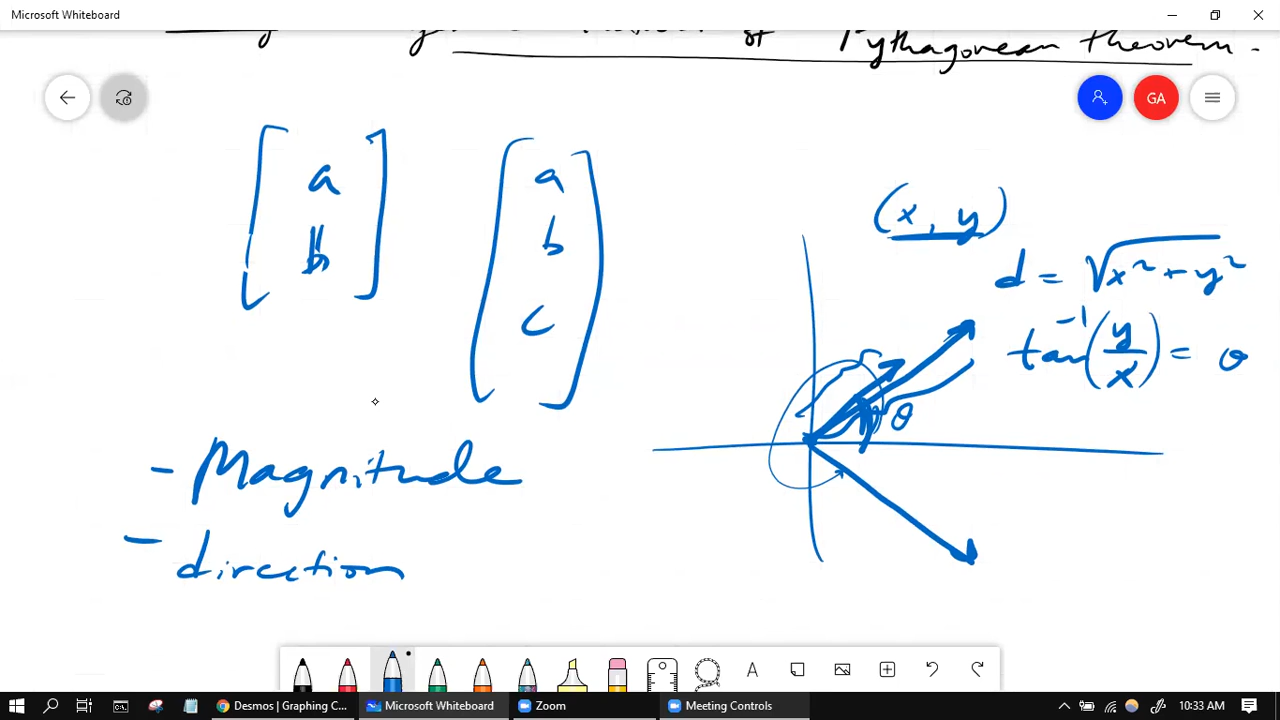 Microsoft Whiteboard
of Pythagorean theorem.
GA
[a b]
[a b c]
(x, y)
d = √x² + y²
tan⁻¹(y/x) = θ
r
θ
- Magnitude
- direction
A
Desmos | Graphing C...
Microsoft Whiteboard
Zoom
Meeting Controls
10:33 AM